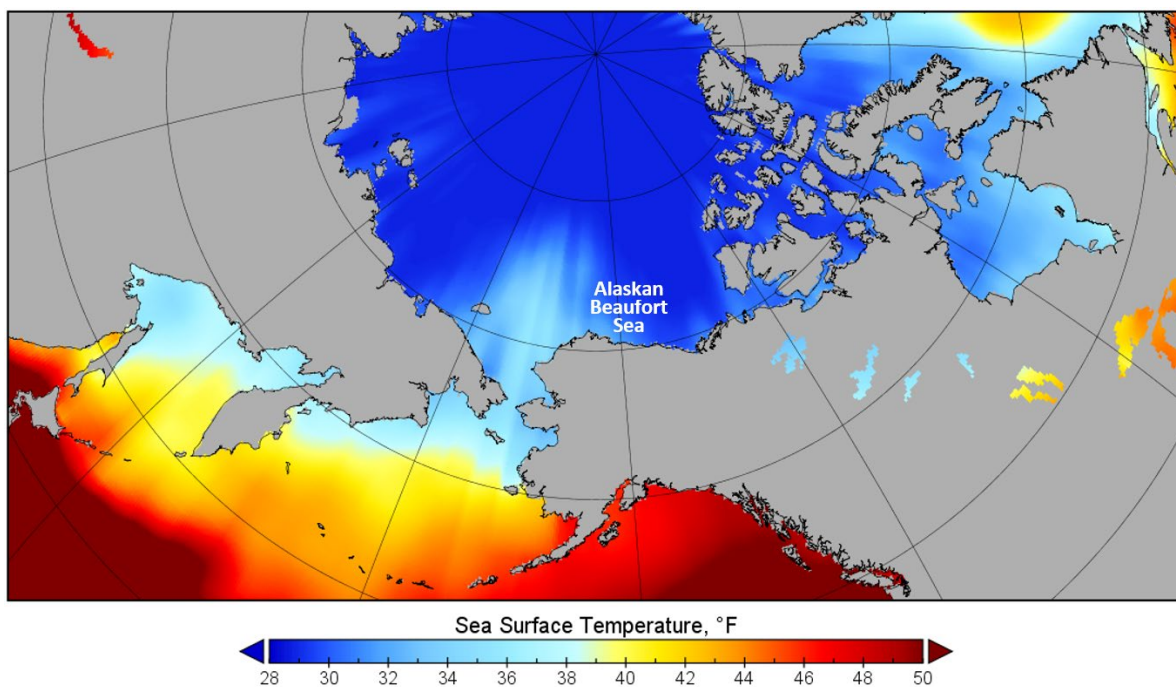 Alaskan
Beaufort
Sea
Sea Surface Temperature, °F
28 30 32 34 36 38 40 42 44 46 48 50